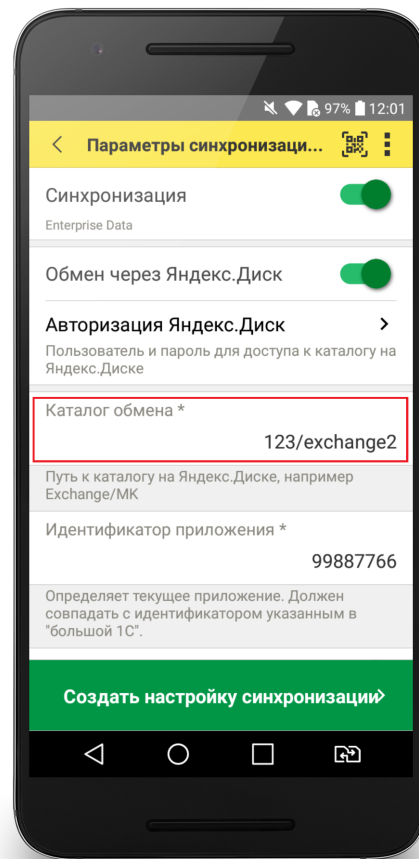 97% 12:01
Параметры синхронизаци...
Синхронизация
Enterprise Data
Обмен через Яндекс.Диск
Авторизация Яндекс.Диск
Пользователь и пароль для доступа к каталогу на
Яндекс.Диске
Каталог обмена *
123/exchange2
Путь к каталогу на Яндекс.Диске, например
Exchange/МК
Идентификатор приложения *
99887766
Определяет текущее приложение. Должен
совпадать с идентификатором указанным в
"большой 1С".
Создать настройку синхронизации